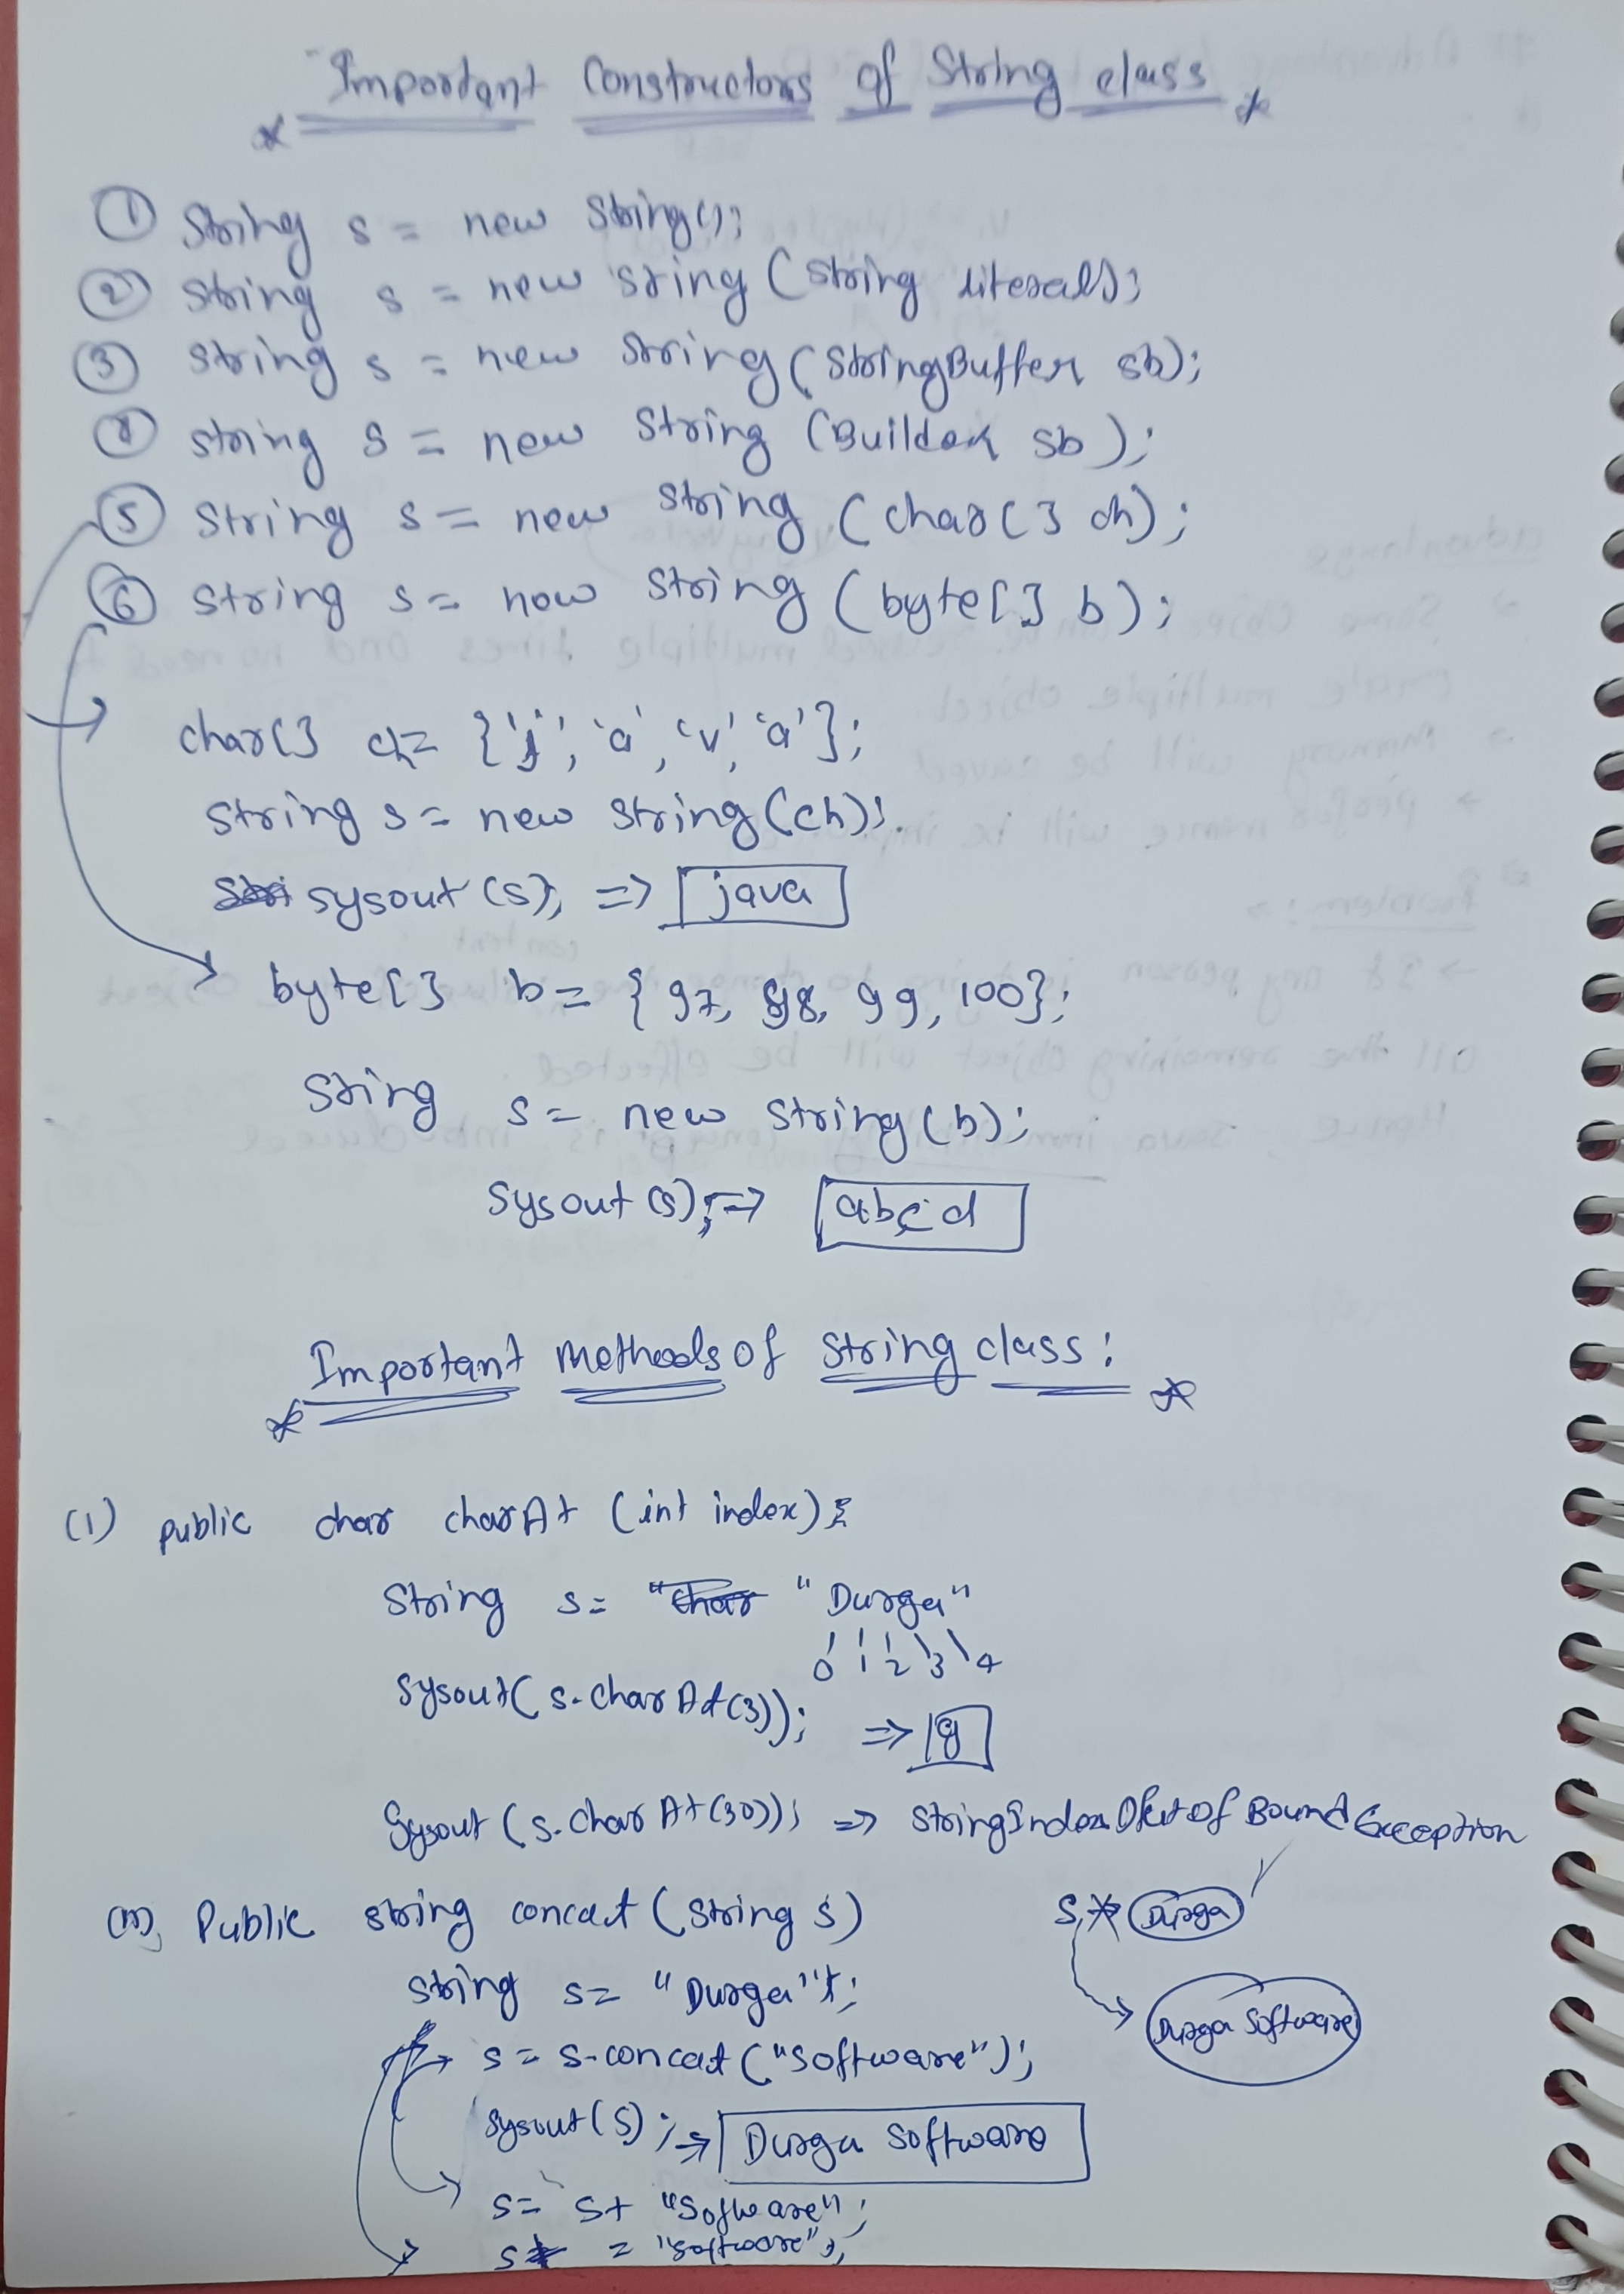 Important Constructors of String class
① String s = new String();
② String s = new String (String literals);
③ String s = new String (StringBuffer sb);
④ String s = new String (Builder sb);
⑤ String s = new String (char[] ch);
⑥ String s = new String (byte[] b);
char[] ch = {'j', 'a', 'v', 'a'};
String s = new String(ch);
sysout (s); => java
byte[] b = {97, 98, 99, 100};
String s = new String(b);
sysout (s); => abcd
Important methods of String class:
(i) public char charAt (int index);
String s = "Durga"
0 1 2 3 4
sysout( s.charAt(3)); => g
Sysout (s.charAt(30)); => StringIndexOutOfBoundException
(ii) Public String concat (String s)
s Durga
String s = "Durga";
Durga Software
s = s.concat ("Software");
sysout(s); => Durga Software
s = s+ "Software";
s+ = "software";